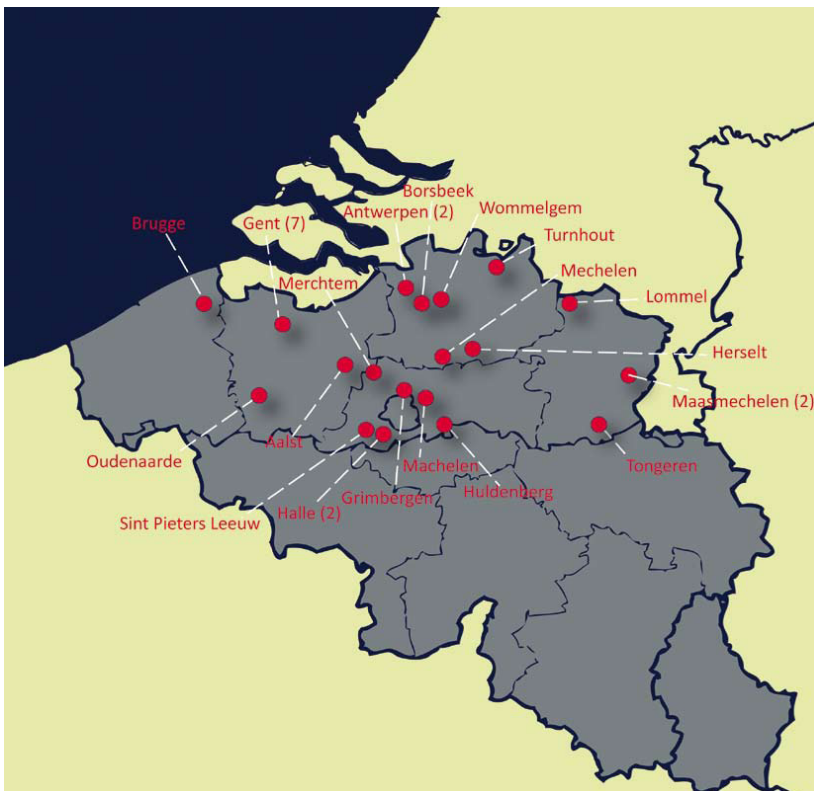 Borsbeek
Antwerpen (2)
Wommelgem
Brugge
Gent (7)
Turnhout
Merchtem
Mechelen
Lommel
Herselt
Maasmechelen (2)
Aalst
Oudenaarde
Machelen
Tongeren
Huldenberg
Grimbergen
Halle (2)
Sint Pieters Leeuw